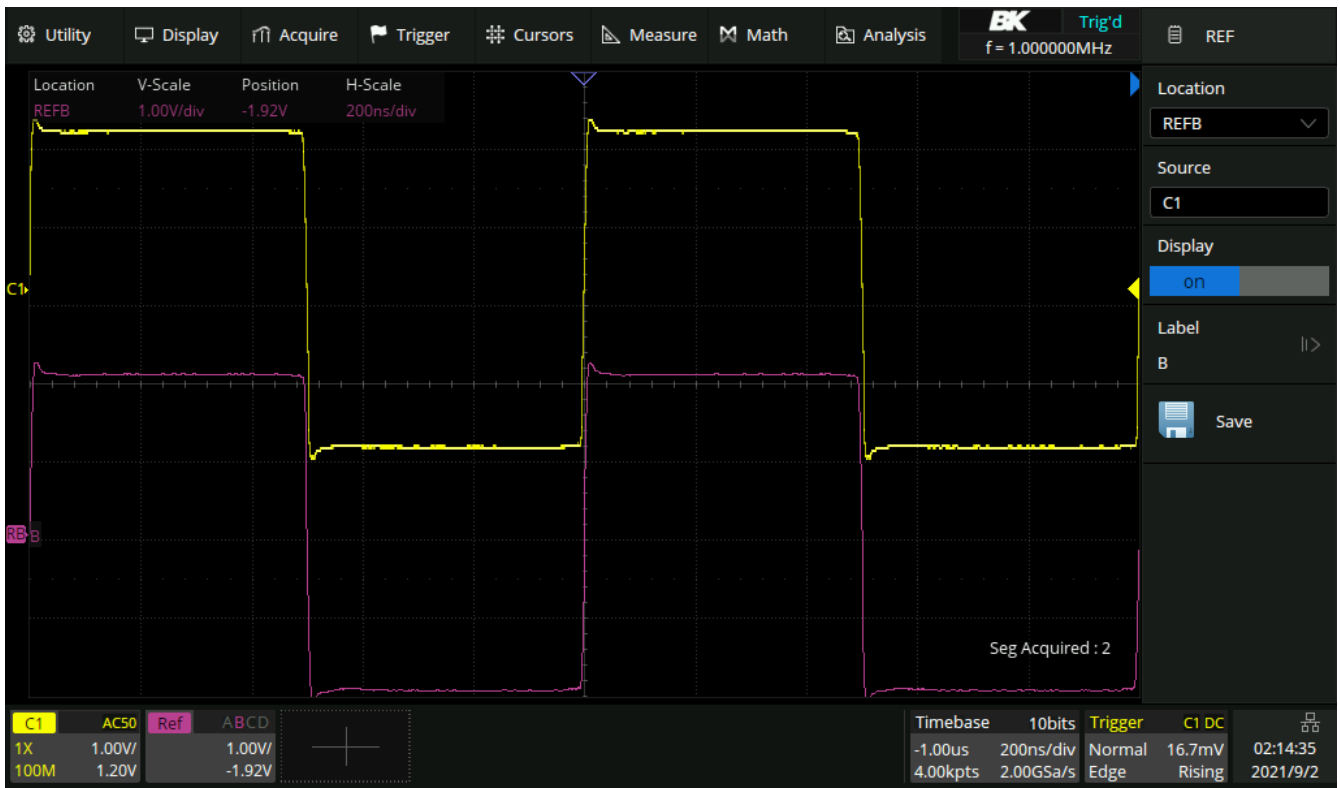 Utility Display Acquire Trigger Cursors Measure Math Analysis BK Trig'd REF
f = 1.000000MHz
Location V-Scale Position H-Scale
REFB 1.00V/div -1.92V 200ns/div
Location
REFB
Source
C1
Display
on
Label
B
Save
C1
RB B
Seg Acquired : 2
C1 AC50 Ref ABCD Timebase 10bits Trigger C1 DC
1X 1.00V/ 1.00V/ -1.00us 200ns/div Normal 16.7mV 02:14:35
100M 1.20V -1.92V 4.00kpts 2.00GSa/s Edge Rising 2021/9/2